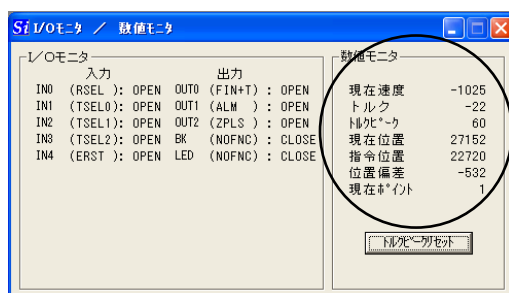 Si I/Oモニタ ／ 数値モニタ
I/Oモニタ
入力 出力
IN0 (RSEL ): OPEN OUT0 (FIN+T) : OPEN
IN1 (TSEL0): OPEN OUT1 (ALM ) : OPEN
IN2 (TSEL1): OPEN OUT2 (ZPLS ) : OPEN
IN3 (TSEL2): OPEN BK (NOFNC) : CLOSE
IN4 (ERST ): OPEN LED (NOFNC) : CLOSE
数値モニタ
現在速度 -1025
トルク -22
ﾄﾙｸﾋﾟｰｸ 60
現在位置 27152
指令位置 22720
位置偏差 -532
現在ﾎﾟｲﾝﾄ 1
ﾄﾙｸﾋﾟｰｸﾘｾｯﾄ